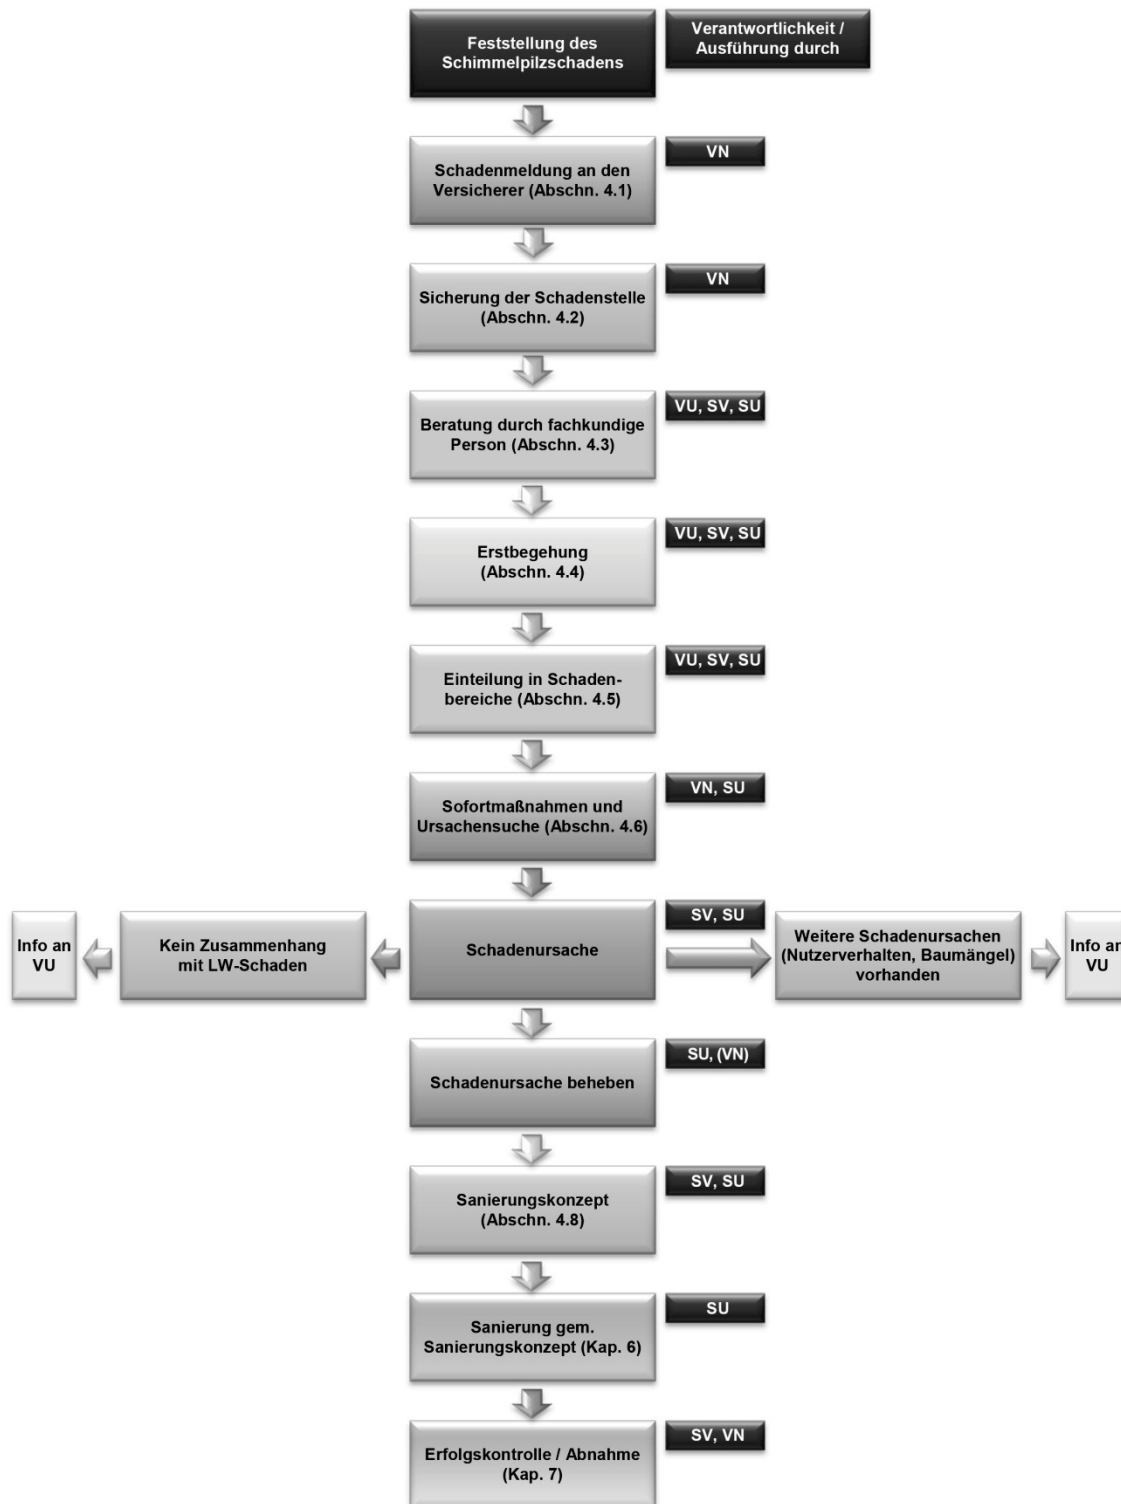 Feststellung des
Schimmelpilzschadens
Verantwortlichkeit /
Ausführung durch
Schadenmeldung an den
Versicherer (Abschn. 4.1)
VN
Sicherung der Schadenstelle
(Abschn. 4.2)
VN
Beratung durch fachkundige
Person (Abschn. 4.3)
VU, SV, SU
Erstbegehung
(Abschn. 4.4)
VU, SV, SU
Einteilung in Schaden-
bereiche (Abschn. 4.5)
VU, SV, SU
Sofortmaßnahmen und
Ursachensuche (Abschn. 4.6)
VN, SU
Info an
VU
Kein Zusammenhang
mit LW-Schaden
Schadenursache
SV, SU
Weitere Schadenursachen
(Nutzerverhalten, Baumängel)
vorhanden
Info an
VU
Schadenursache beheben
SU, (VN)
Sanierungskonzept
(Abschn. 4.8)
SV, SU
Sanierung gem.
Sanierungskonzept (Kap. 6)
SU
Erfolgskontrolle / Abnahme
(Kap. 7)
SV, VN